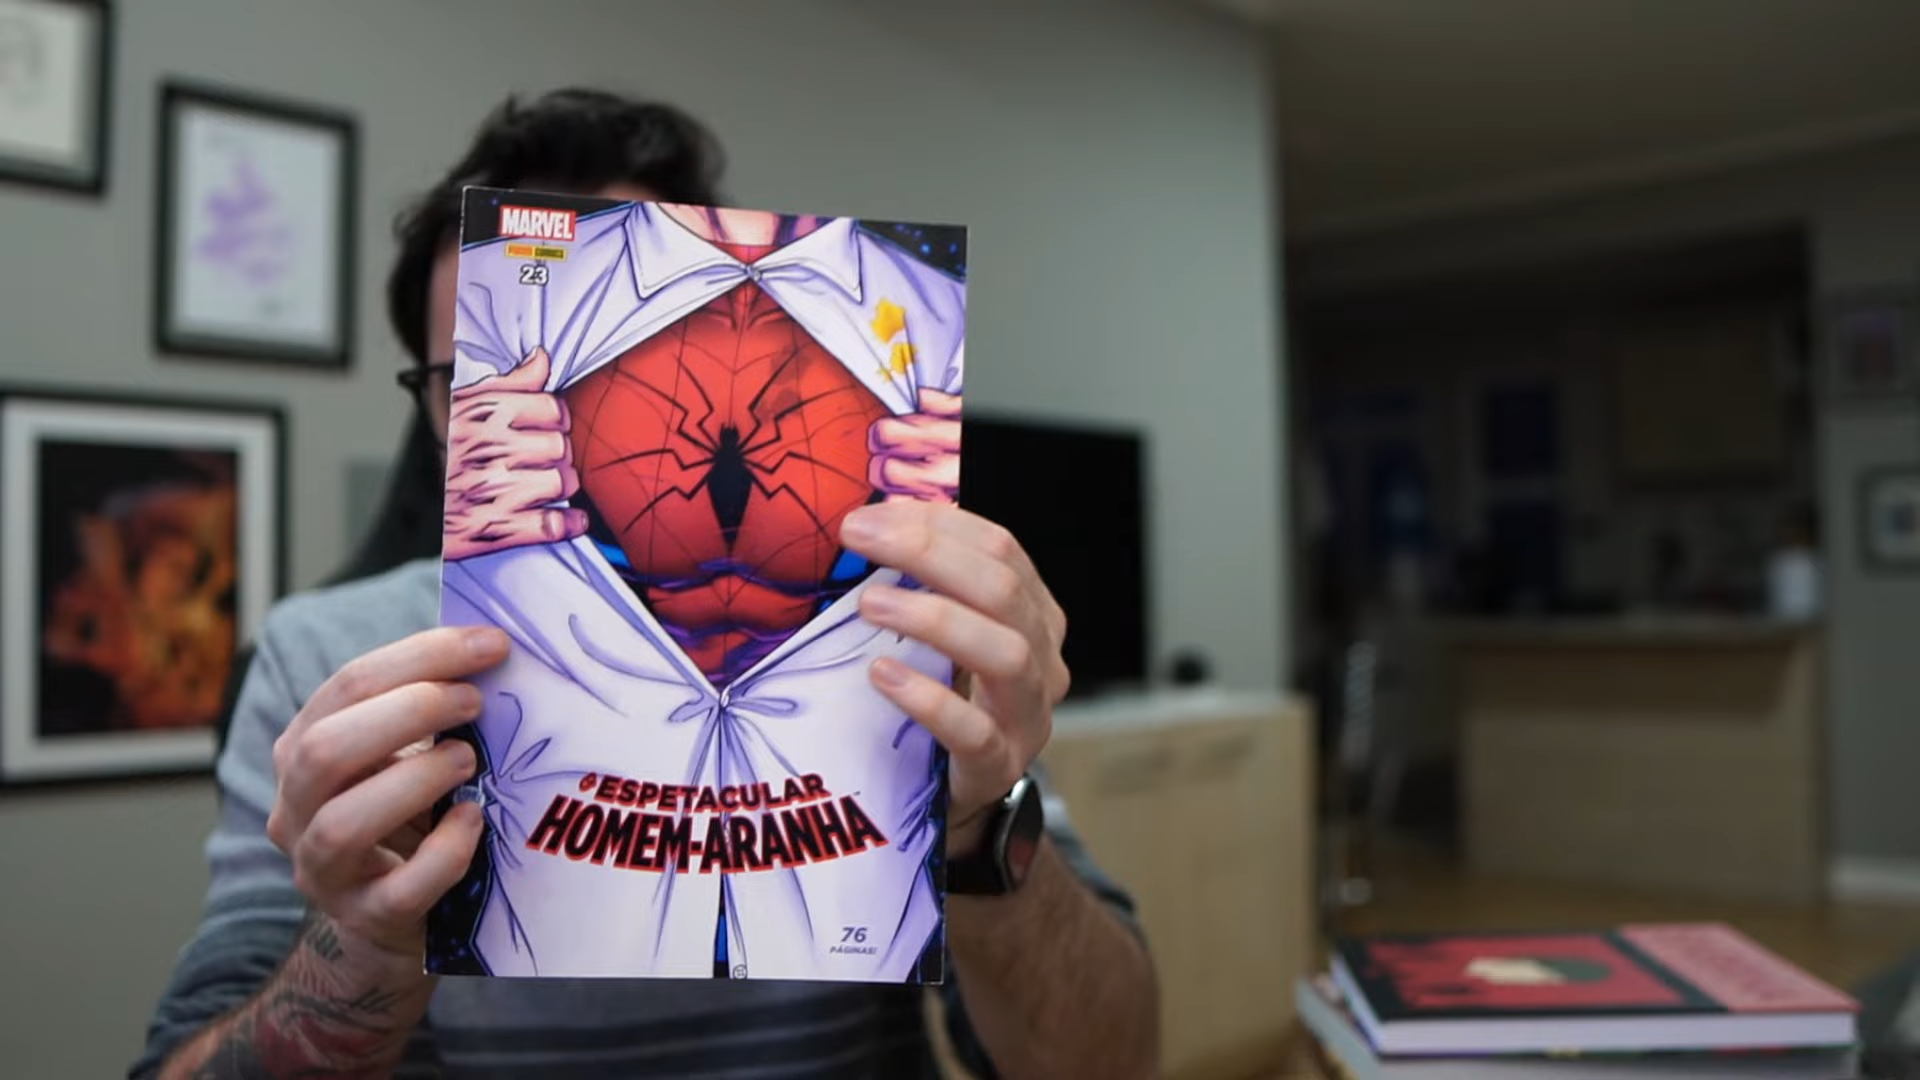 MARVEL
PANINI COMICS
23
O ESPETACULAR
HOMEM-ARANHA
76
PÁGINAS!